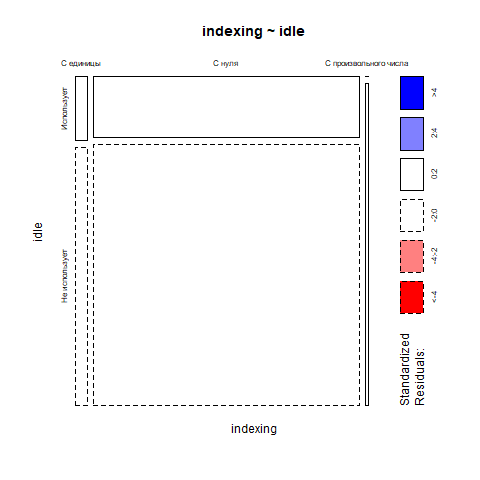 indexing ~ idle
С единицы
С нуля
С произвольного числа
Использует
Не использует
idle
indexing
>4
2:4
0:2
-2:0
-4:-2
<-4
Standardized
Residuals: